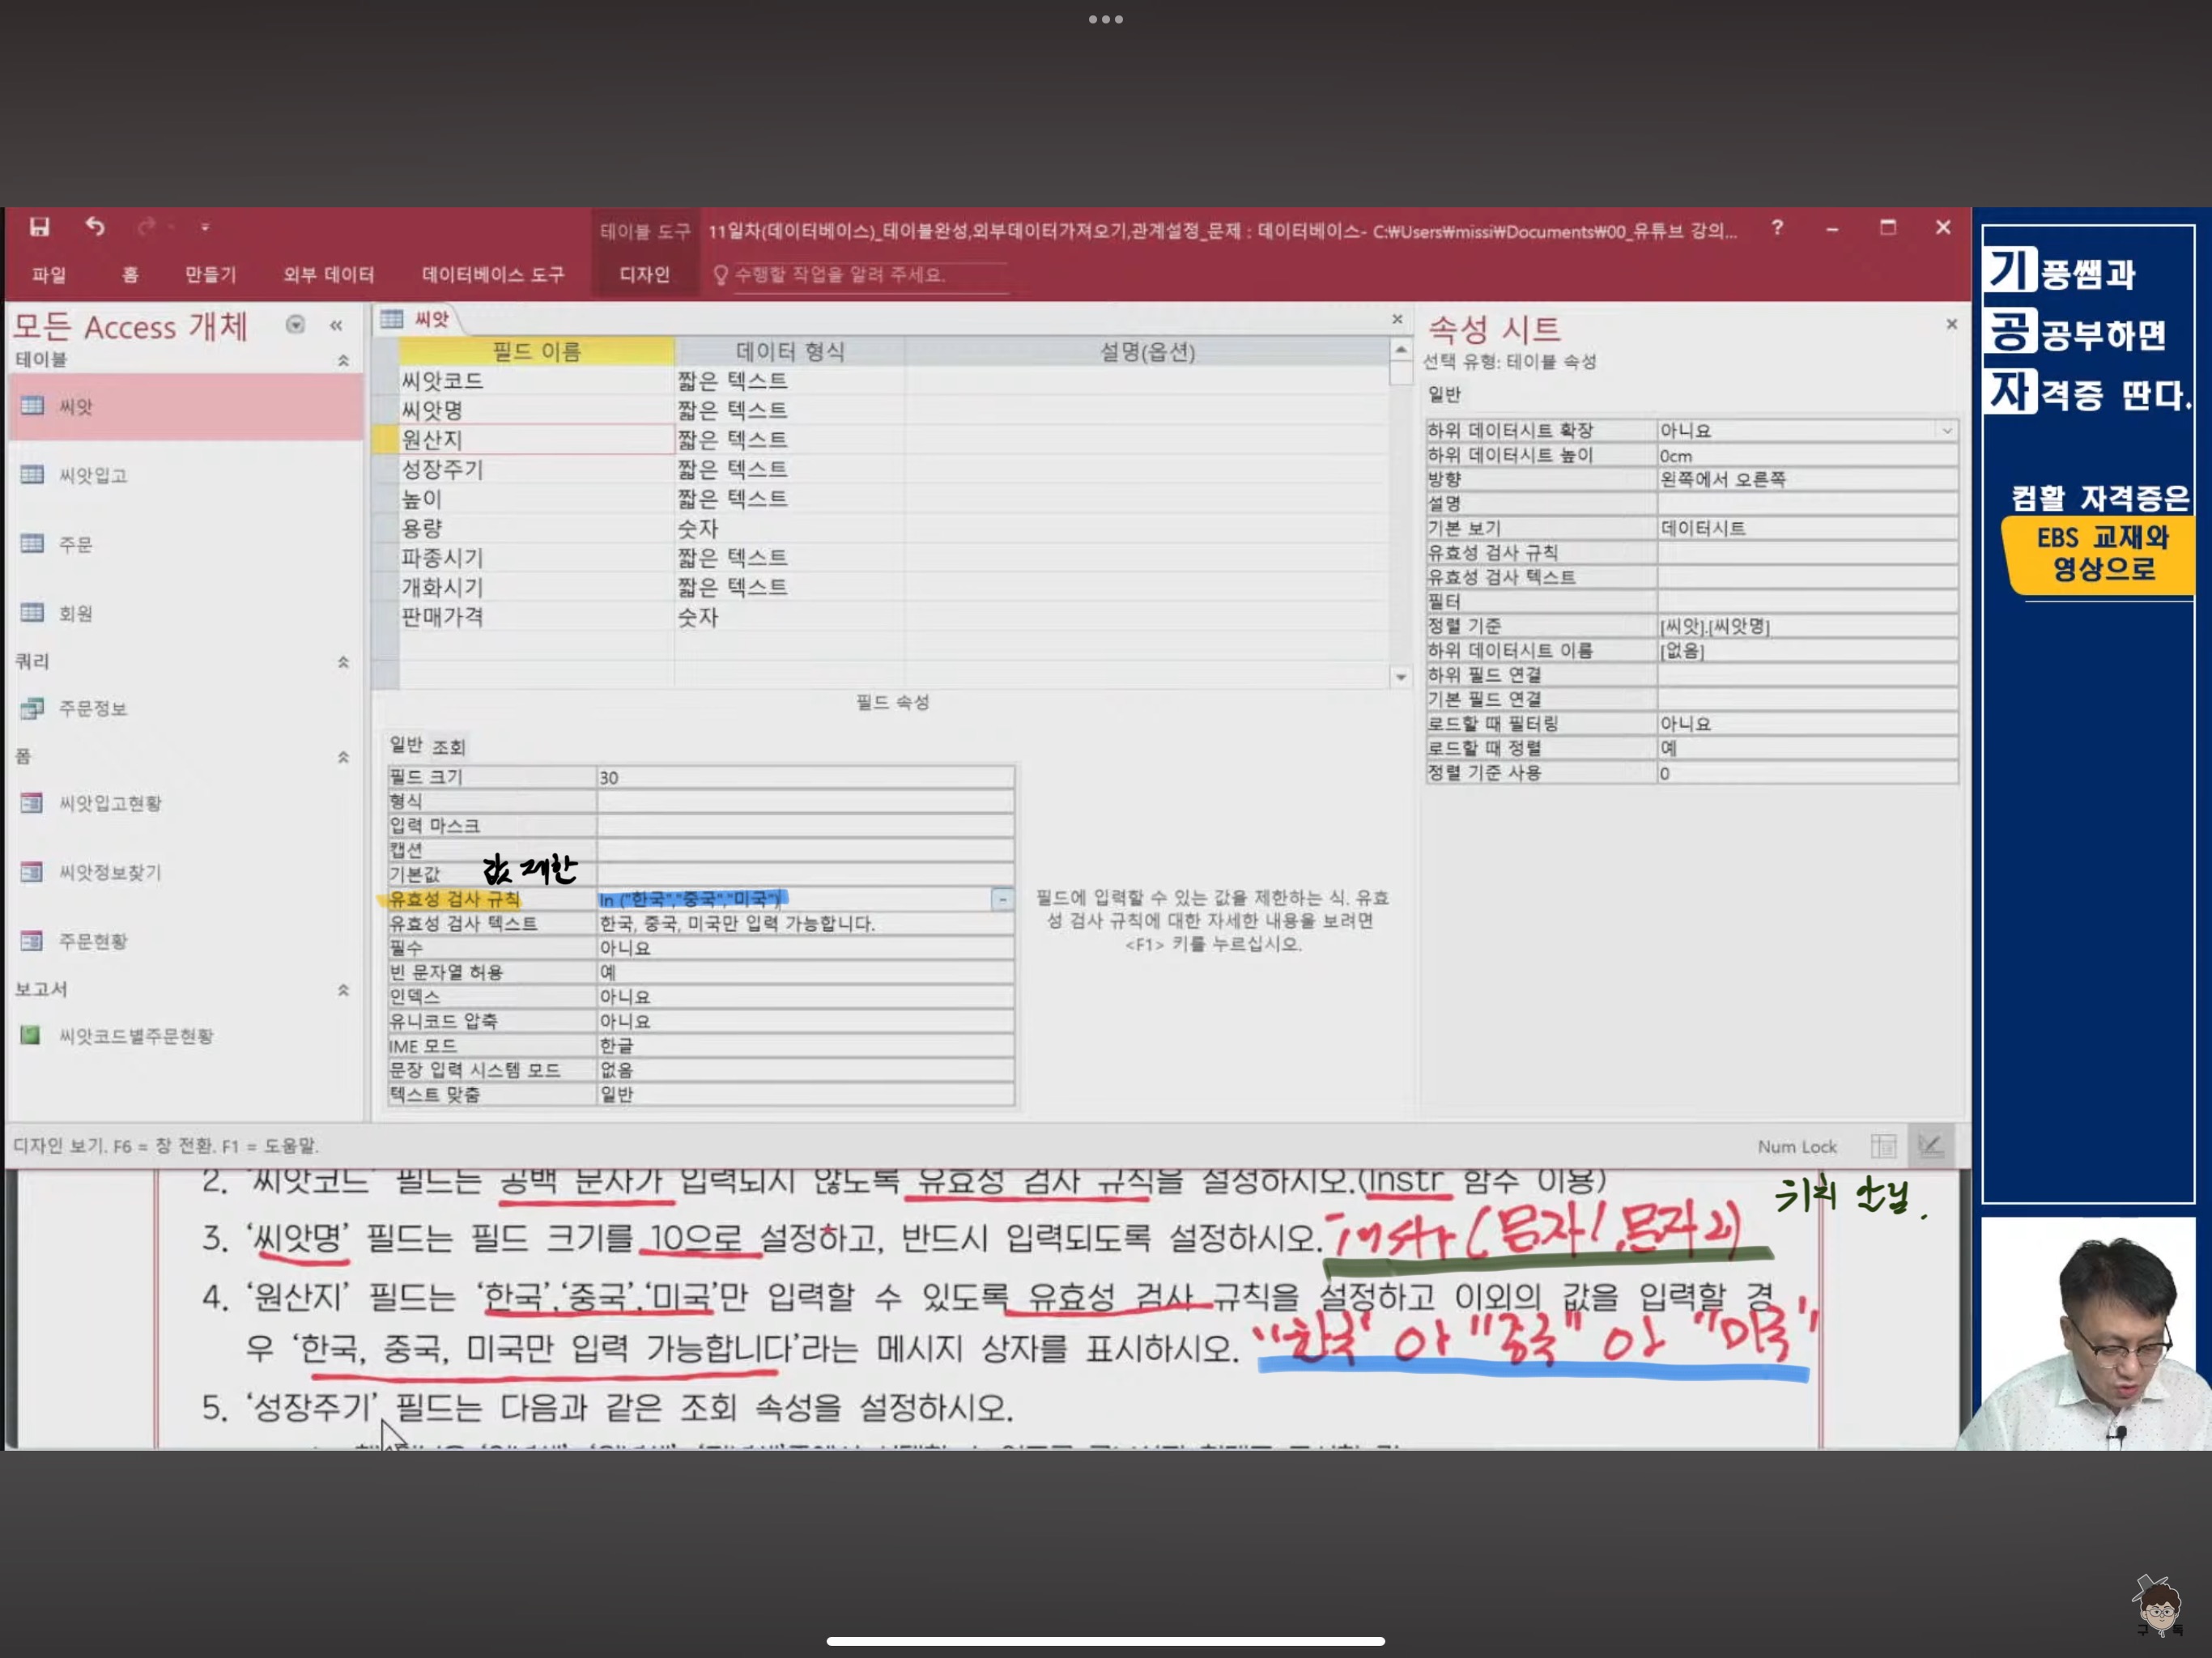 테이블 도구
11일차(데이터베이스)_테이블완성,외부데이터가져오기,관계설정_문제 : 데이터베이스- C:₩Users₩missi₩Documents₩00_유튜브 강의...
?
파일 홈 만들기 외부 데이터 데이터베이스 도구 디자인 수행할 작업을 알려 주세요.
모든 Access 개체
테이블
씨앗
씨앗입고
주문
회원
쿼리
주문정보
폼
씨앗입고현황
씨앗정보찾기
주문현황
보고서
씨앗코드별주문현황
씨앗
필드 이름 데이터 형식 설명(옵션)
씨앗코드 짧은 텍스트
씨앗명 짧은 텍스트
원산지 짧은 텍스트
성장주기 짧은 텍스트
높이 짧은 텍스트
용량 숫자
파종시기 짧은 텍스트
개화시기 짧은 텍스트
판매가격 숫자
필드 속성
일반 조회
필드 크기 30
형식
입력 마스크
캡션
값 제한
기본값
유효성 검사 규칙 In ("한국","중국","미국")
유효성 검사 텍스트 한국, 중국, 미국만 입력 가능합니다.
필수 아니요
빈 문자열 허용 예
인덱스 아니요
유니코드 압축 아니요
IME 모드 한글
문장 입력 시스템 모드 없음
텍스트 맞춤 일반
필드에 입력할 수 있는 값을 제한하는 식. 유효
성 검사 규칙에 대한 자세한 내용을 보려면
<F1> 키를 누르십시오.
속성 시트
선택 유형: 테이블 속성
일반
하위 데이터시트 확장 아니요
하위 데이터시트 높이 0cm
방향 왼쪽에서 오른쪽
설명
기본 보기 데이터시트
유효성 검사 규칙
유효성 검사 텍스트
필터
정렬 기준 [씨앗].[씨앗명]
하위 데이터시트 이름 [없음]
하위 필드 연결
기본 필드 연결
로드할 때 필터링 아니요
로드할 때 정렬 예
정렬 기준 사용 0
디자인 보기. F6 = 창 전환. F1 = 도움말.
Num Lock
2. '씨앗코드' 필드는 공백 문자가 입력되지 않도록 유효성 검사 규칙을 설정하시오.(Instr 함수 이용)
3. '씨앗명' 필드는 필드 크기를 10으로 설정하고, 반드시 입력되도록 설정하시오.
instr(문자1,문자2)
4. '원산지' 필드는 '한국','중국','미국'만 입력할 수 있도록 유효성 검사 규칙을 설정하고 이외의 값을 입력할 경
우 '한국, 중국, 미국만 입력 가능합니다'라는 메시지 상자를 표시하시오.
"한국" or "중국" or "미국"
5. '성장주기' 필드는 다음과 같은 조회 속성을 설정하시오.
기풍쌤과
공공부하면
자격증 딴다.
컴활 자격증은
EBS 교재와
영상으로
구 독